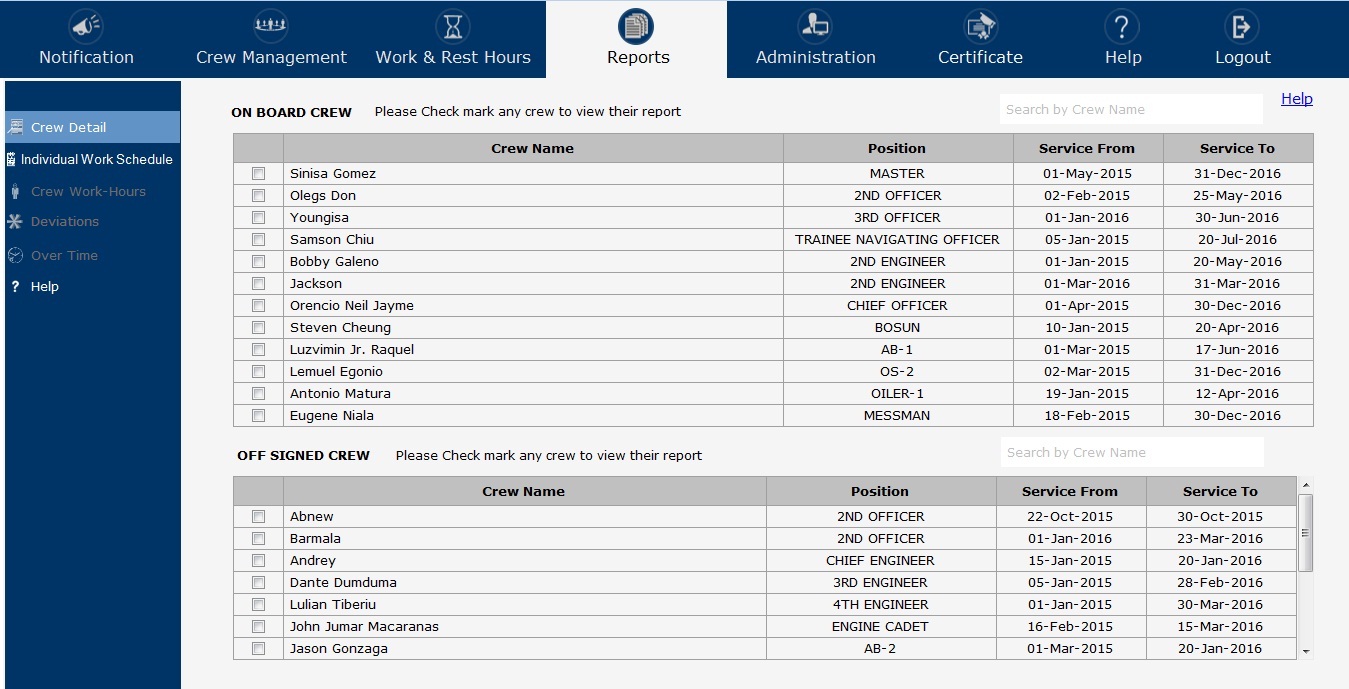 Notification Crew Management Work & Rest Hours Reports Administration Certificate Help Logout
Crew Detail
Individual Work Schedule
Crew Work-Hours
Deviations
Over Time
? Help
ON BOARD CREW Please Check mark any crew to view their report Search by Crew Name Help
Crew Name Position Service From Service To
Sinisa Gomez MASTER 01-May-2015 31-Dec-2016
Olegs Don 2ND OFFICER 02-Feb-2015 25-May-2016
Youngisa 3RD OFFICER 01-Jan-2016 30-Jun-2016
Samson Chiu TRAINEE NAVIGATING OFFICER 05-Jan-2015 20-Jul-2016
Bobby Galeno 2ND ENGINEER 01-Jan-2015 20-May-2016
Jackson 2ND ENGINEER 01-Mar-2016 31-Mar-2016
Orencio Neil Jayme CHIEF OFFICER 01-Apr-2015 30-Dec-2016
Steven Cheung BOSUN 10-Jan-2015 20-Apr-2016
Luzvimin Jr. Raquel AB-1 01-Mar-2015 17-Jun-2016
Lemuel Egonio OS-2 02-Mar-2015 31-Dec-2016
Antonio Matura OILER-1 19-Jan-2015 12-Apr-2016
Eugene Niala MESSMAN 18-Feb-2015 30-Dec-2016
OFF SIGNED CREW Please Check mark any crew to view their report Search by Crew Name
Crew Name Position Service From Service To
Abnew 2ND OFFICER 22-Oct-2015 30-Oct-2015
Barmala 2ND OFFICER 01-Jan-2016 23-Mar-2016
Andrey CHIEF ENGINEER 15-Jan-2015 20-Jan-2016
Dante Dumduma 3RD ENGINEER 05-Jan-2015 28-Feb-2016
Lulian Tiberiu 4TH ENGINEER 01-Jan-2015 30-Mar-2016
John Jumar Macaranas ENGINE CADET 16-Feb-2015 15-Mar-2016
Jason Gonzaga AB-2 01-Mar-2015 20-Jan-2016